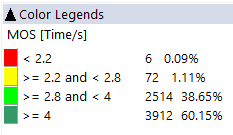 Color Legends
MOS [Time/s]
< 2.2 6 0.09%
>= 2.2 and < 2.8 72 1.11%
>= 2.8 and < 4 2514 38.65%
>= 4 3912 60.15%